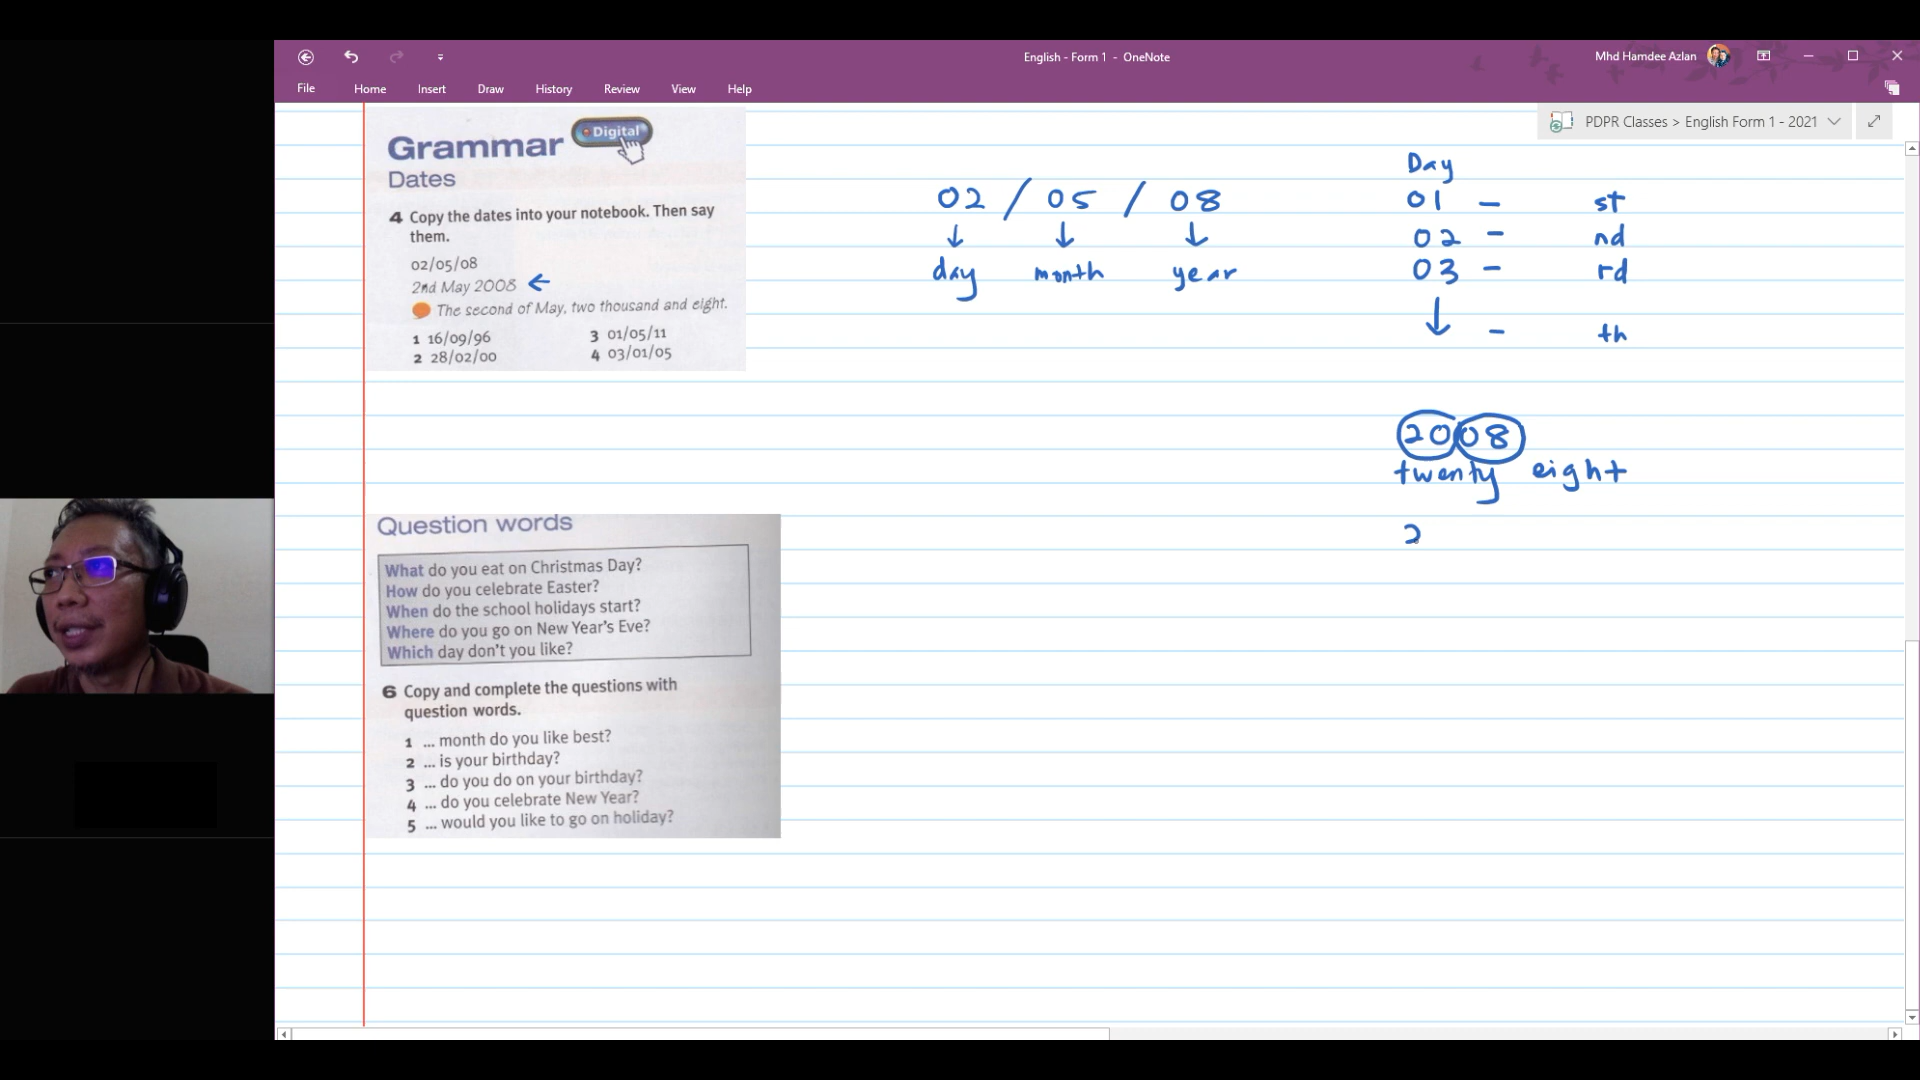 English - Form 1 - OneNote
Mhd Hamdee Azlan
File Home Insert Draw History Review View Help
PDPR Classes > English Form 1 - 2021
Grammar Digital
Dates
4 Copy the dates into your notebook. Then say
them.
02/05/08
2nd May 2008 ←
The second of May, two thousand and eight.
1 16/09/96 3 01/05/11
2 28/02/00 4 03/01/05
02 / 05 / 08
↓ ↓ ↓
day month year
Day
01 - st
02 - nd
03 - rd
↓ - th
2008
twenty eight
2
Question words
What do you eat on Christmas Day?
How do you celebrate Easter?
When do the school holidays start?
Where do you go on New Year's Eve?
Which day don't you like?
6 Copy and complete the questions with
question words.
1 ... month do you like best?
2 ... is your birthday?
3 ... do you do on your birthday?
4 ... do you celebrate New Year?
5 ... would you like to go on holiday?